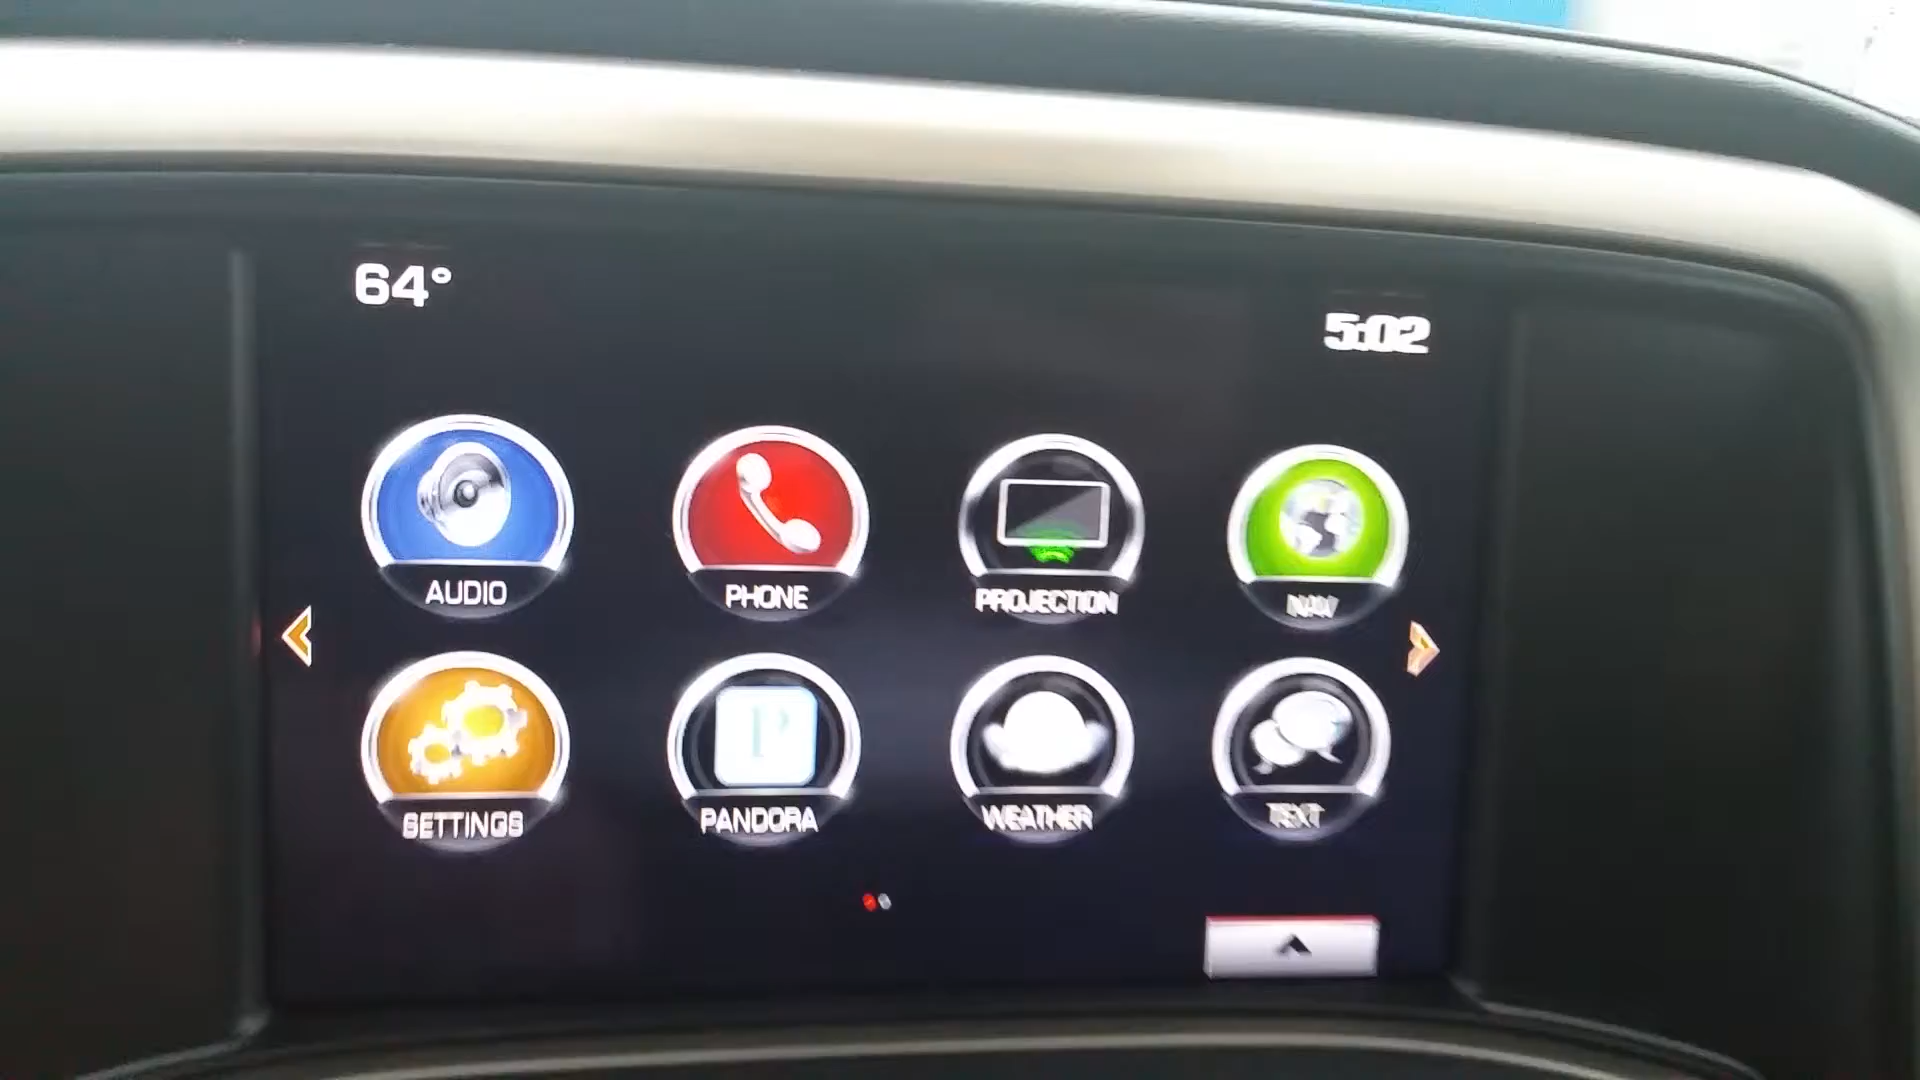 64°
5:02
AUDIO
PHONE
PROJECTION
NAV
SETTINGS
P
PANDORA
WEATHER
TEXT